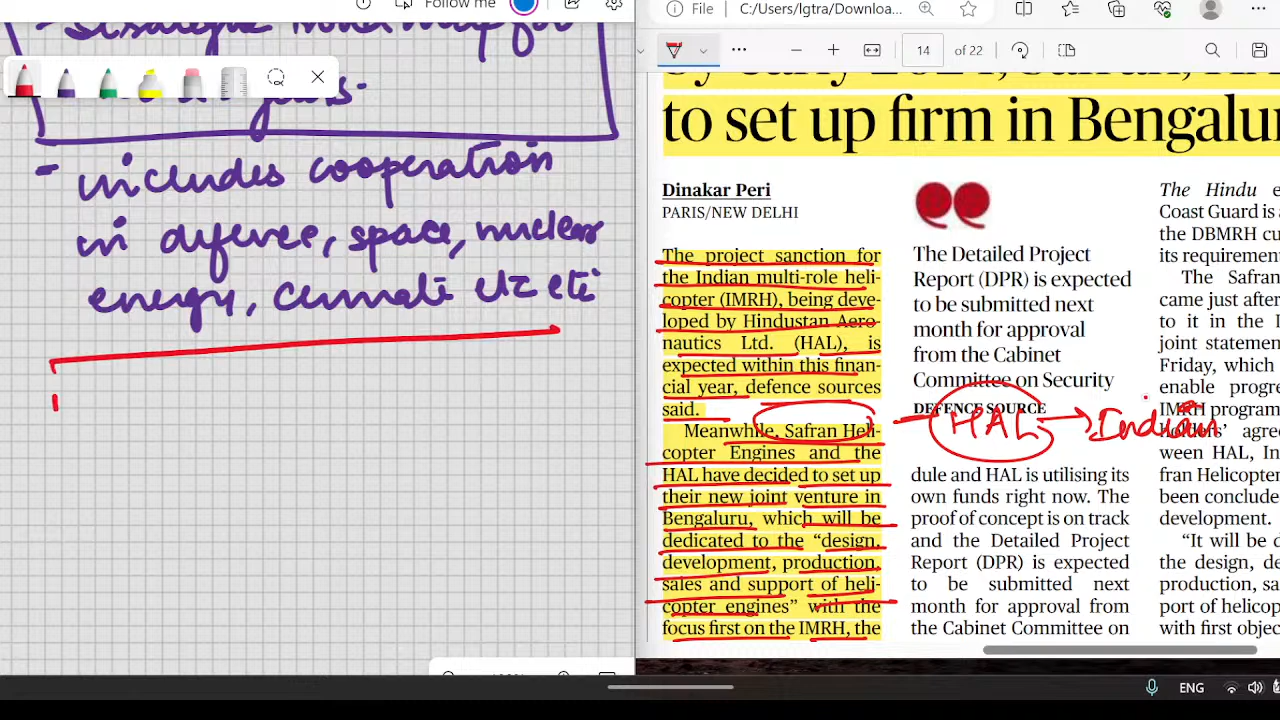 Follow me
Strategic
for
- includes cooperation
in defence, space, nuclear
energy, climate etc etc
File
C:/Users/lgtra/Downloa...
14
of 22
to set up firm in Bengalur
Dinakar Peri
PARIS/NEW DELHI
The project sanction for
the Indian multi-role heli-
copter (IMRH), being deve-
loped by Hindustan Aero-
nautics Ltd. (HAL), is
expected within this finan-
cial year, defence sources
said.
Meanwhile, Safran Heli-
copter Engines and the
HAL have decided to set up
their new joint venture in
Bengaluru, which will be
dedicated to the “design,
development, production,
sales and support of heli-
copter engines” with the
focus first on the IMRH, the
The Detailed Project
Report (DPR) is expected
to be submitted next
month for approval
from the Cabinet
Committee on Security
DEFENCE SOURCE
HAL → Indian
dule and HAL is utilising its
own funds right now. The
proof of concept is on track
and the Detailed Project
Report (DPR) is expected
to be submitted next
month for approval from
the Cabinet Committee on
The Hindu e
Coast Guard is a
the DBMRH cu
its requirement
The Safran
came just after
to it in the I
joint statemen
Friday, which
enable progre
IMRH program
holders’ agree
ween HAL, In
fran Helicopter
been conclude
development.
“It will be d
the design, de
production, sa
port of helicop
with first objec
ENG